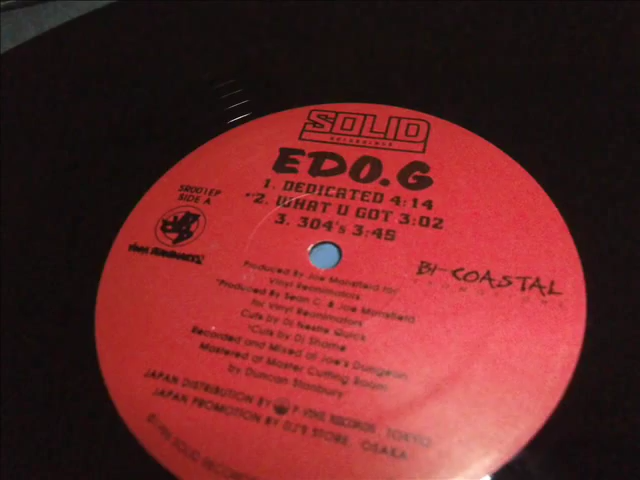 SOLID
RECORDINGS
EDO.G
1. DEDICATED 4:14
*2. WHAT U GOT 3:02
3. 304's 3:45
SR001EP
SIDE A
BI-COASTAL
Produced By Joe Mansfield for
Vinyl Reanimators
*Produced By Sean C. & Joe Mansfield
for Vinyl Reanimators
Cuts by DJ Nestle Quick
*Cuts by DJ Shame
Recorded and Mixed at Joe's Dungeon
Mastered at Master Cutting Room
by Duncan Stanbury
JAPAN DISTRIBUTION BY P-VINE RECORDS, TOKYO
JAPAN PROMOTION BY DJ'S STORE, OSAKA
SOLID RECORDINGS